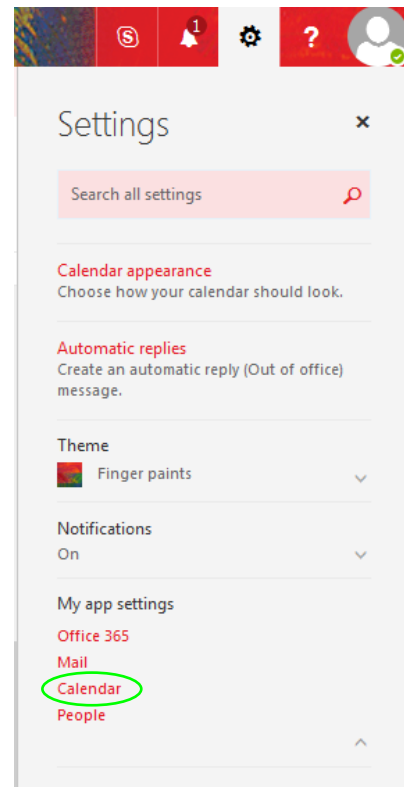 S 1 ?
Settings ×
Search all settings
Calendar appearance
Choose how your calendar should look.
Automatic replies
Create an automatic reply (Out of office)
message.
Theme
Finger paints
Notifications
On
My app settings
Office 365
Mail
Calendar
People